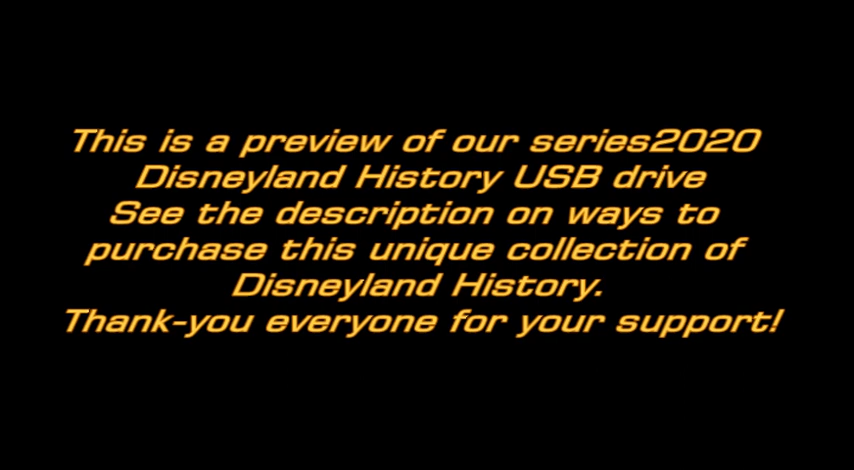 This is a preview of our series2020
Disneyland History USB drive
See the description on ways to
purchase this unique collection of
Disneyland History.
Thank-you everyone for your support!